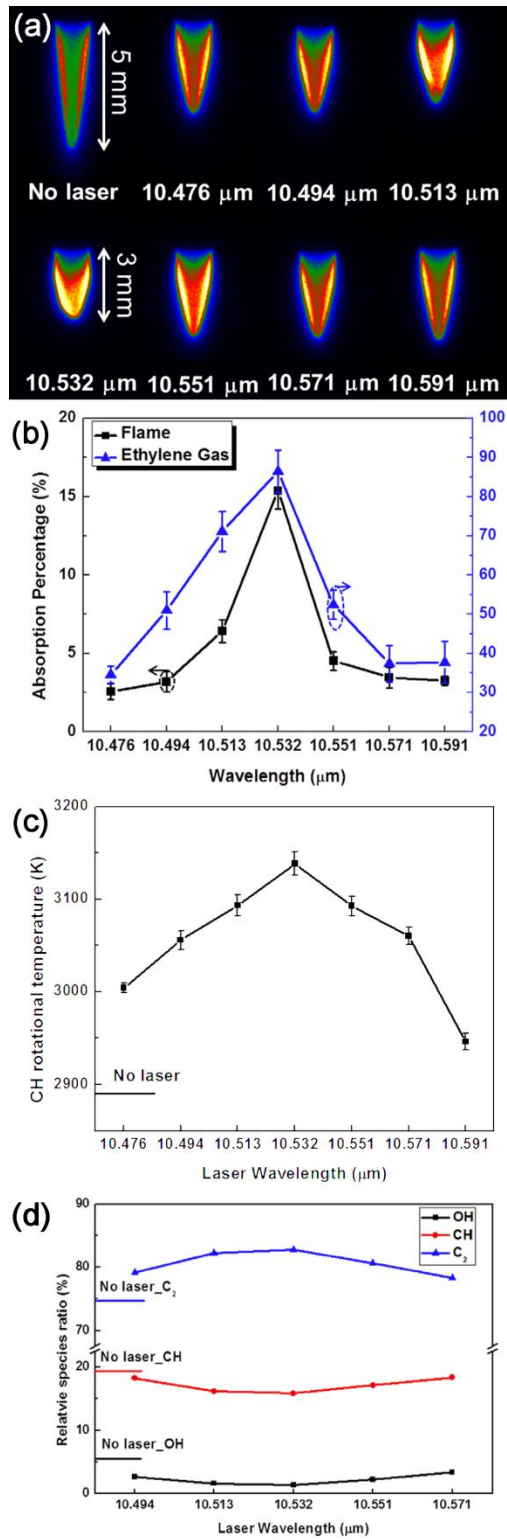 (a)
5 mm
No laser 10.476 μm 10.494 μm 10.513 μm
3 mm
10.532 μm 10.551 μm 10.571 μm 10.591 μm
(b)
Flame
Ethylene Gas
Absorption Percentage (%)
20
15
10
5
0
100
90
80
70
60
50
40
30
20
10.476 10.494 10.513 10.532 10.551 10.571 10.591
Wavelength (μm)
(c)
CH rotational temperature (K)
3200
3100
3000
2900
No laser
10.476 10.494 10.513 10.532 10.551 10.571 10.591
Laser Wavelength (μm)
(d)
OH
CH
C₂
Relatvie species ratio (%)
90
80
70
20
10
0
No laser_C₂
No laser_CH
No laser_OH
10.494 10.513 10.532 10.551 10.571
Laser Wavelength (μm)